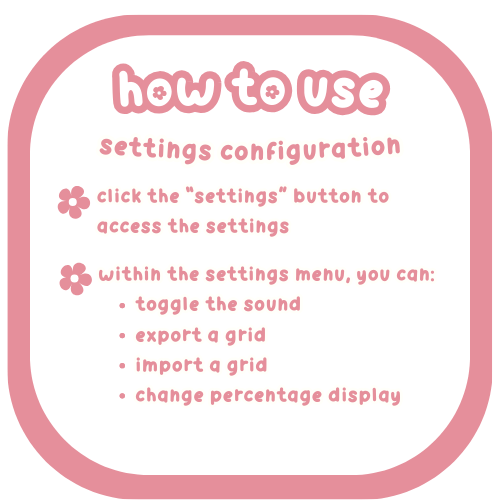 how to use
settings configuration
click the "settings" button to
access the settings
within the settings menu, you can:
• toggle the sound
• export a grid
• import a grid
• change percentage display